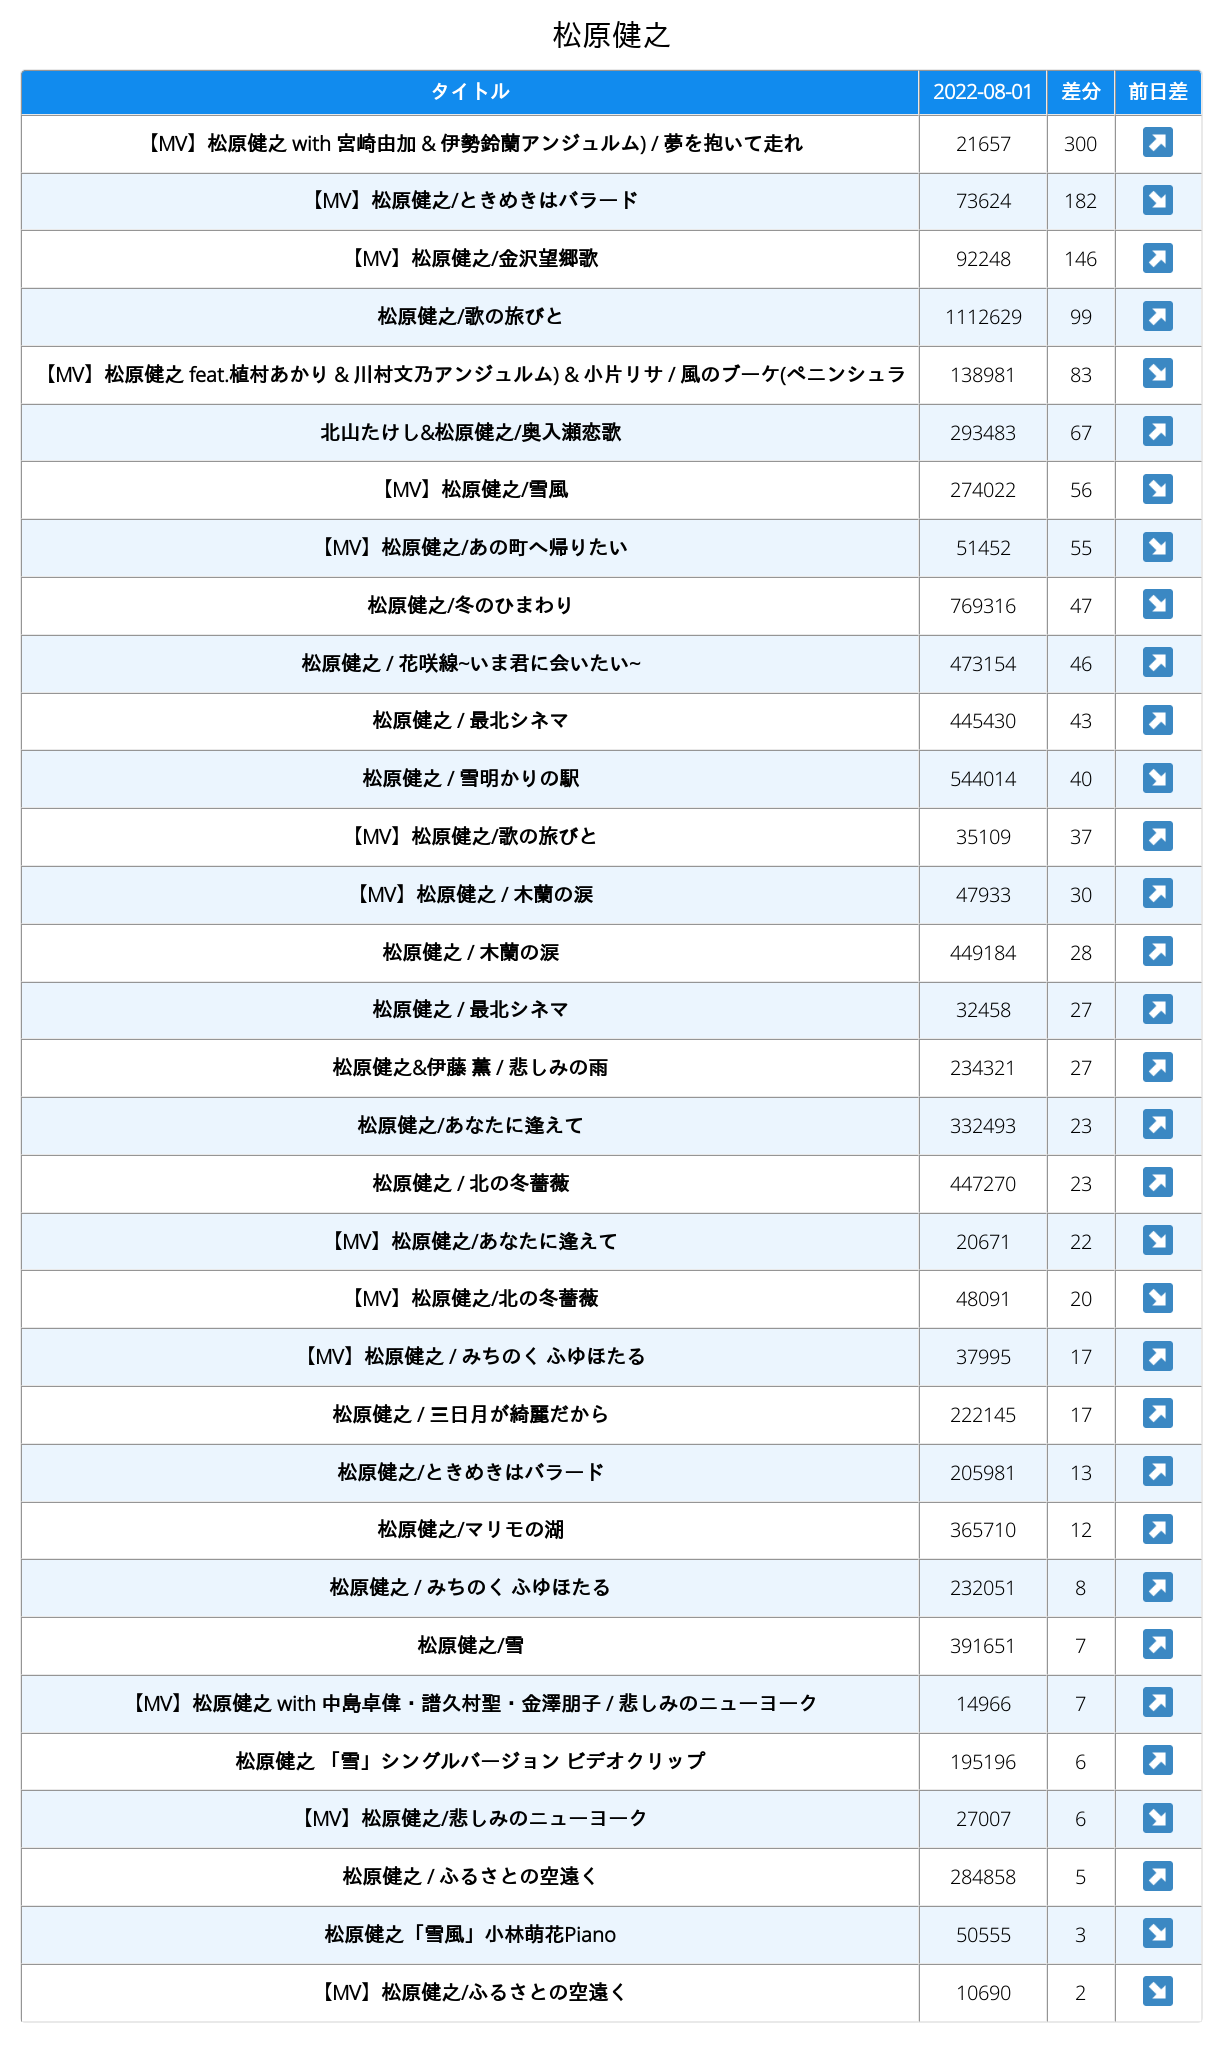 松原健之
タイトル 2022-08-01 差分 前日差
【MV】松原健之 with 宮崎由加 & 伊勢鈴蘭アンジュルム) / 夢を抱いて走れ 21657 300
【MV】松原健之/ときめきはバラード 73624 182
【MV】松原健之/金沢望郷歌 92248 146
松原健之/歌の旅びと 1112629 99
【MV】松原健之 feat.植村あかり & 川村文乃アンジュルム) & 小片リサ / 風のブーケ(ペニンシュラ 138981 83
北山たけし&松原健之/奥入瀬恋歌 293483 67
【MV】松原健之/雪風 274022 56
【MV】松原健之/あの町へ帰りたい 51452 55
松原健之/冬のひまわり 769316 47
松原健之 / 花咲線~いま君に会いたい~ 473154 46
松原健之 / 最北シネマ 445430 43
松原健之 / 雪明かりの駅 544014 40
【MV】松原健之/歌の旅びと 35109 37
【MV】松原健之 / 木蘭の涙 47933 30
松原健之 / 木蘭の涙 449184 28
松原健之 / 最北シネマ 32458 27
松原健之&伊藤 薫 / 悲しみの雨 234321 27
松原健之/あなたに逢えて 332493 23
松原健之 / 北の冬薔薇 447270 23
【MV】松原健之/あなたに逢えて 20671 22
【MV】松原健之/北の冬薔薇 48091 20
【MV】松原健之 / みちのく ふゆほたる 37995 17
松原健之 / 三日月が綺麗だから 222145 17
松原健之/ときめきはバラード 205981 13
松原健之/マリモの湖 365710 12
松原健之 / みちのく ふゆほたる 232051 8
松原健之/雪 391651 7
【MV】松原健之 with 中島卓偉・譜久村聖・金澤朋子 / 悲しみのニューヨーク 14966 7
松原健之 「雪」シングルバージョン ビデオクリップ 195196 6
【MV】松原健之/悲しみのニューヨーク 27007 6
松原健之 / ふるさとの空遠く 284858 5
松原健之「雪風」小林萌花Piano 50555 3
【MV】松原健之/ふるさとの空遠く 10690 2